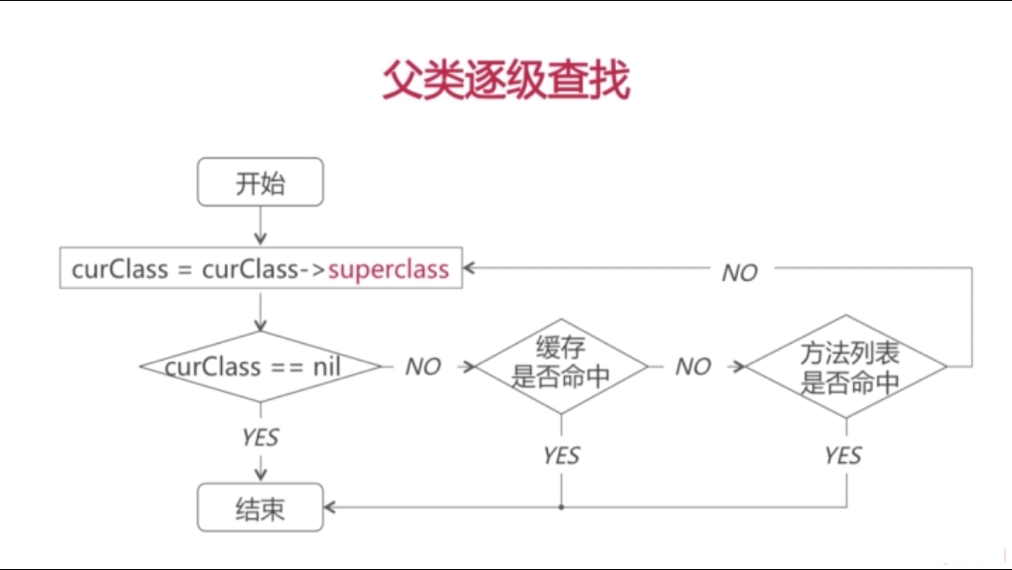 父类逐级查找
开始
curClass = curClass->superclass
NO
curClass == nil
NO
缓存
是否命中
NO
方法列表
是否命中
YES
YES
YES
结束